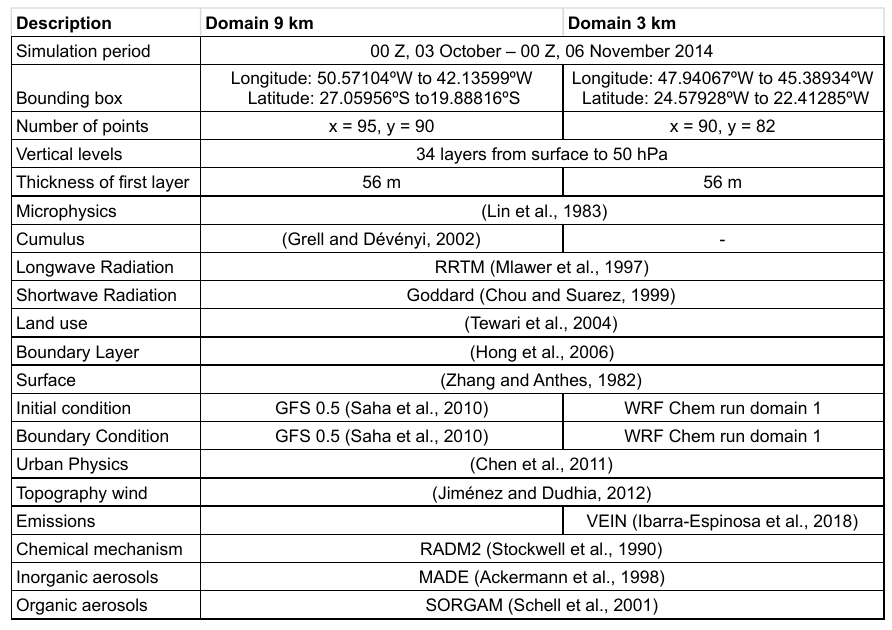 Description Domain 9 km Domain 3 km
Simulation period 00 Z, 03 October – 00 Z, 06 November 2014
Longitude: 50.57104ºW to 42.13599ºW Longitude: 47.94067ºW to 45.38934ºW
Bounding box Latitude: 27.05956ºS to19.88816ºS Latitude: 24.57928ºW to 22.41285ºW
Number of points x = 95, y = 90 x = 90, y = 82
Vertical levels 34 layers from surface to 50 hPa
Thickness of first layer 56 m 56 m
Microphysics (Lin et al., 1983)
Cumulus (Grell and Dévényi, 2002) -
Longwave Radiation RRTM (Mlawer et al., 1997)
Shortwave Radiation Goddard (Chou and Suarez, 1999)
Land use (Tewari et al., 2004)
Boundary Layer (Hong et al., 2006)
Surface (Zhang and Anthes, 1982)
Initial condition GFS 0.5 (Saha et al., 2010) WRF Chem run domain 1
Boundary Condition GFS 0.5 (Saha et al., 2010) WRF Chem run domain 1
Urban Physics (Chen et al., 2011)
Topography wind (Jiménez and Dudhia, 2012)
Emissions VEIN (Ibarra-Espinosa et al., 2018)
Chemical mechanism RADM2 (Stockwell et al., 1990)
Inorganic aerosols MADE (Ackermann et al., 1998)
Organic aerosols SORGAM (Schell et al., 2001)